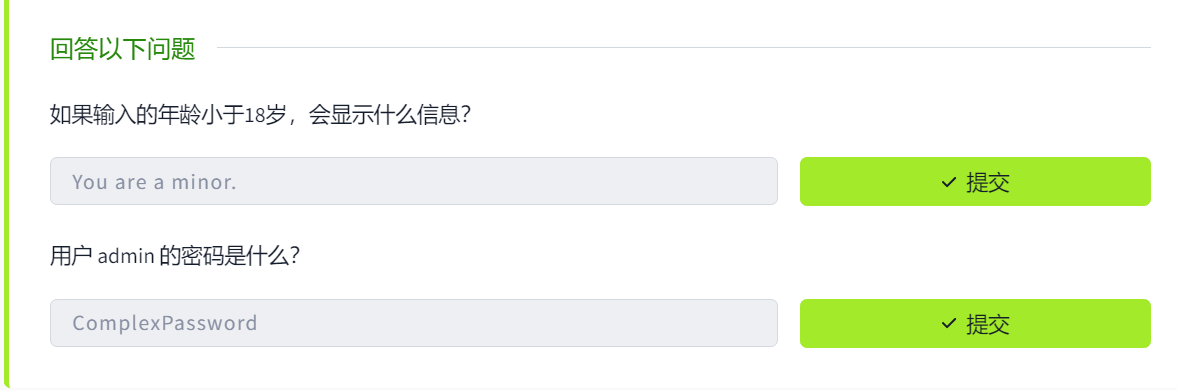 回答以下问题
如果输入的年龄小于18岁，会显示什么信息？
You are a minor.
提交
用户 admin 的密码是什么？
ComplexPassword
提交